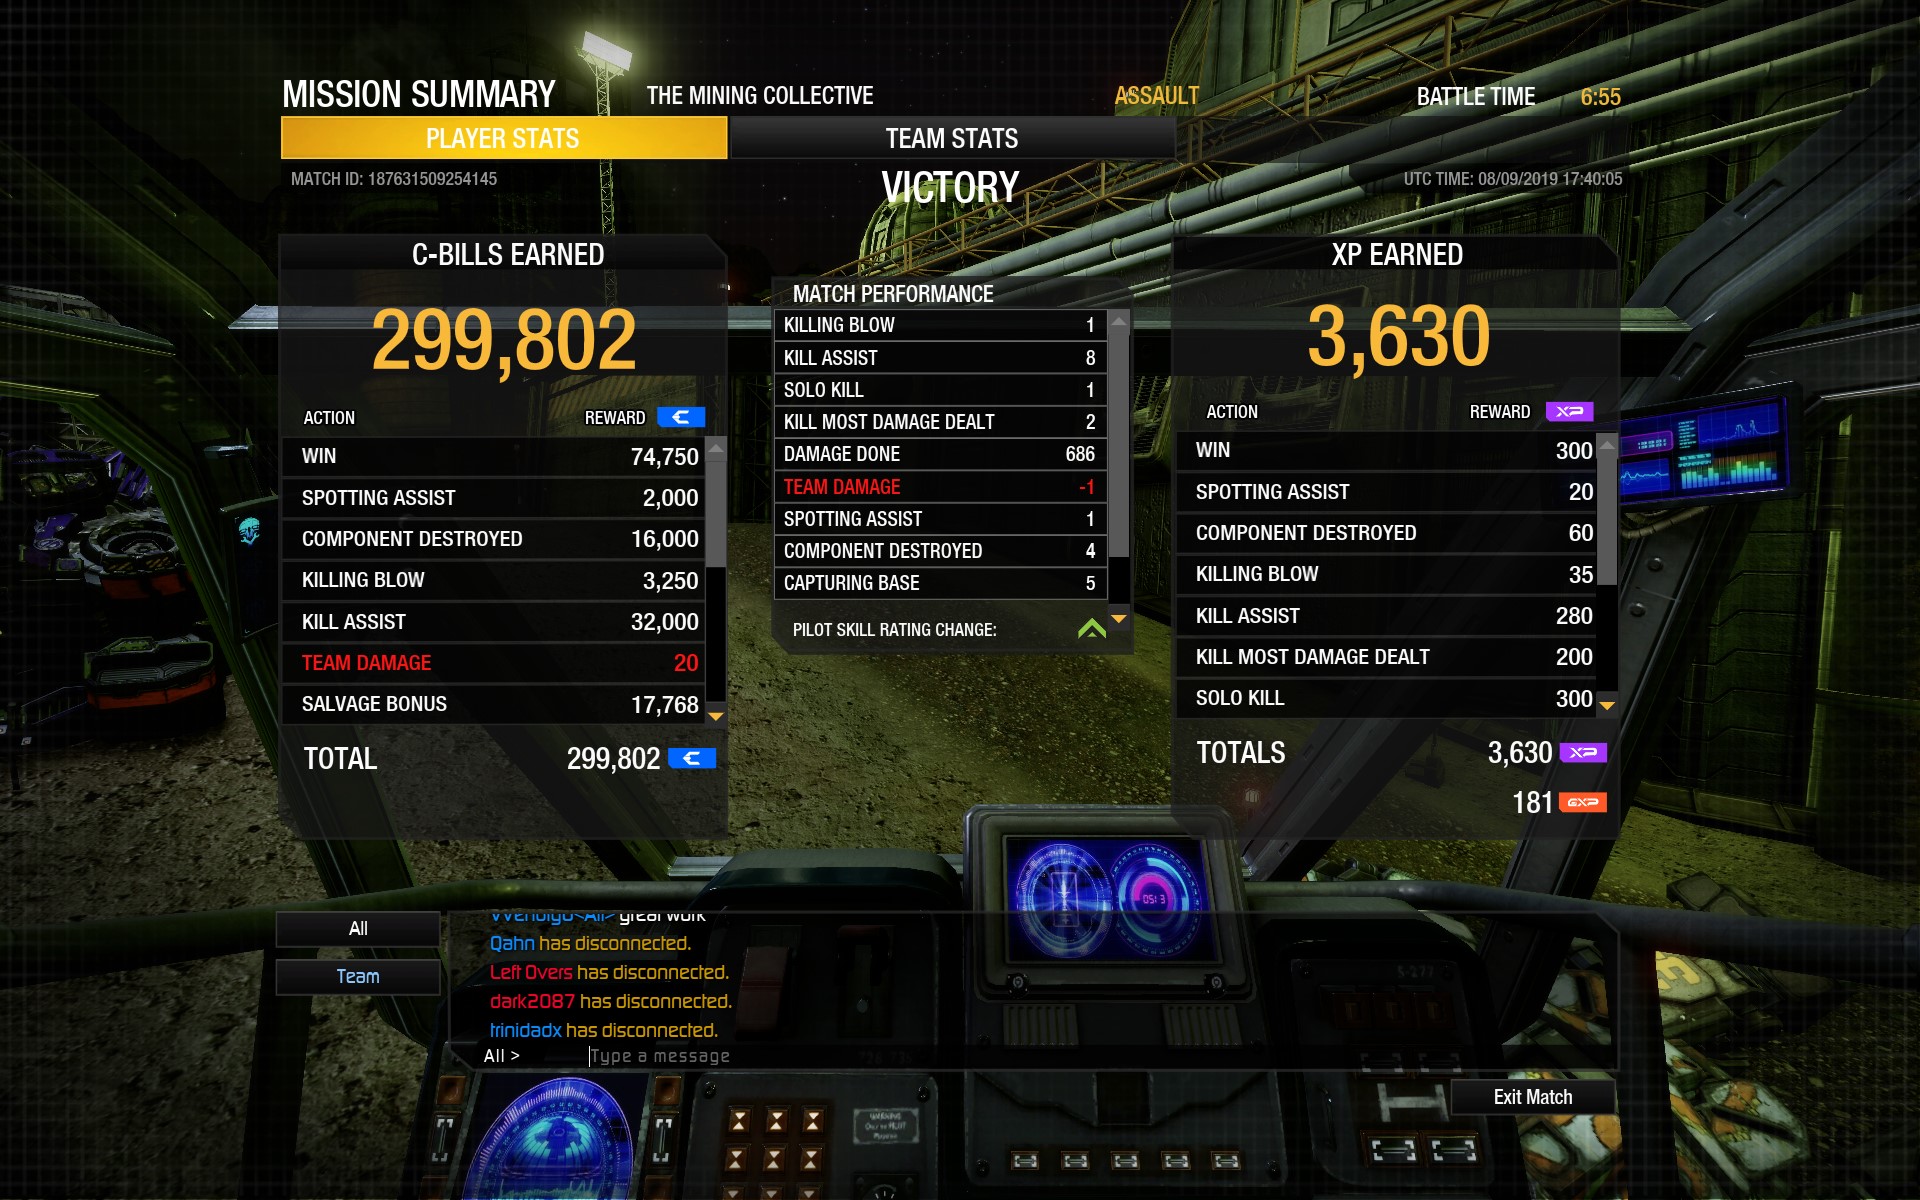 MISSION SUMMARY THE MINING COLLECTIVE ASSAULT BATTLE TIME 6:55
PLAYER STATS TEAM STATS
MATCH ID: 187631509254145 VICTORY UTC TIME: 08/09/2019 17:40:05
C-BILLS EARNED
299,802
ACTION REWARD
WIN 74,750
SPOTTING ASSIST 2,000
COMPONENT DESTROYED 16,000
KILLING BLOW 3,250
KILL ASSIST 32,000
TEAM DAMAGE 20
SALVAGE BONUS 17,768
TOTAL 299,802
MATCH PERFORMANCE
KILLING BLOW 1
KILL ASSIST 8
SOLO KILL 1
KILL MOST DAMAGE DEALT 2
DAMAGE DONE 686
TEAM DAMAGE -1
SPOTTING ASSIST 1
COMPONENT DESTROYED 4
CAPTURING BASE 5
PILOT SKILL RATING CHANGE:
XP EARNED
3,630
ACTION REWARD XP
WIN 300
SPOTTING ASSIST 20
COMPONENT DESTROYED 60
KILLING BLOW 35
KILL ASSIST 280
KILL MOST DAMAGE DEALT 200
SOLO KILL 300
TOTALS 3,630 XP
181 GXP
All
Team
<All> great work
Qahn has disconnected.
Left Overs has disconnected.
dark2087 has disconnected.
trinidadx has disconnected.
All > Type a message
Exit Match